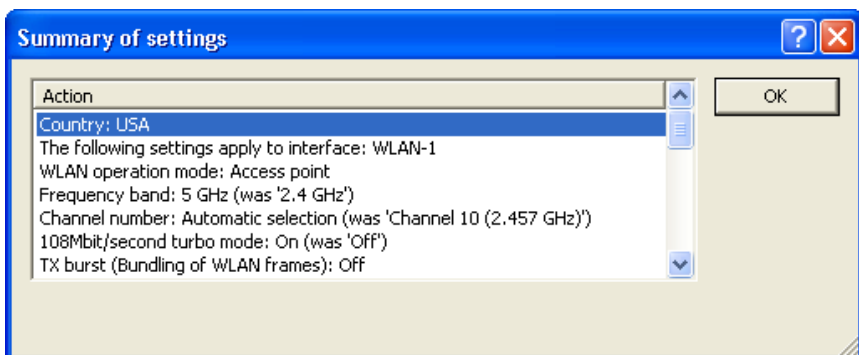 Summary of settings
Action
OK
Country: USA
The following settings apply to interface: WLAN-1
WLAN operation mode: Access point
Frequency band: 5 GHz (was '2.4 GHz')
Channel number: Automatic selection (was 'Channel 10 (2.457 GHz)')
108Mbit/second turbo mode: On (was 'Off')
TX burst (Bundling of WLAN frames): Off